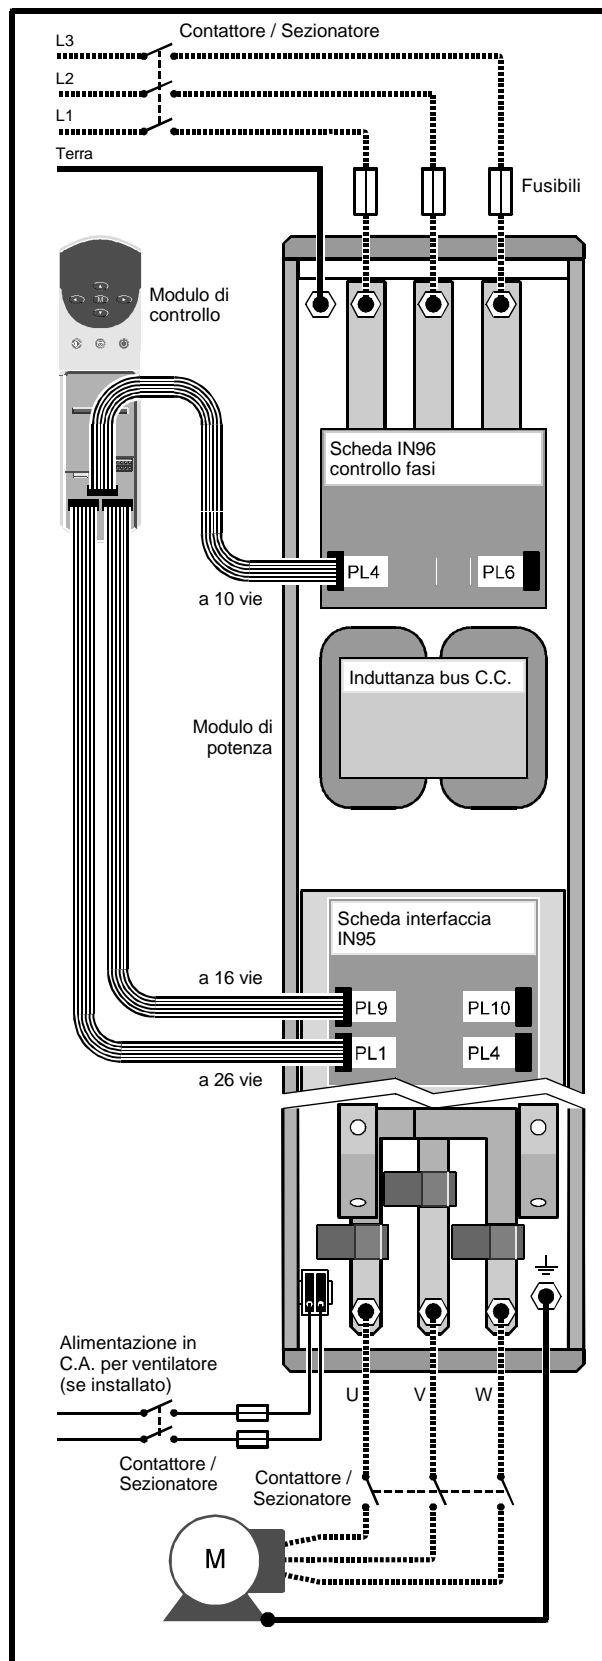 Contattore / Sezionatore
L3
L2
L1
Terra
Fusibili
Modulo di
controllo
M
Scheda IN96
controllo fasi
PL4
PL6
a 10 vie
Induttanza bus C.C.
Modulo di
potenza
Scheda interfaccia
IN95
a 16 vie
PL9
PL10
PL1
PL4
a 26 vie
Alimentazione in
C.A. per ventilatore
(se installato)
U
V
W
Contattore /
Sezionatore
Contattore /
Sezionatore
M